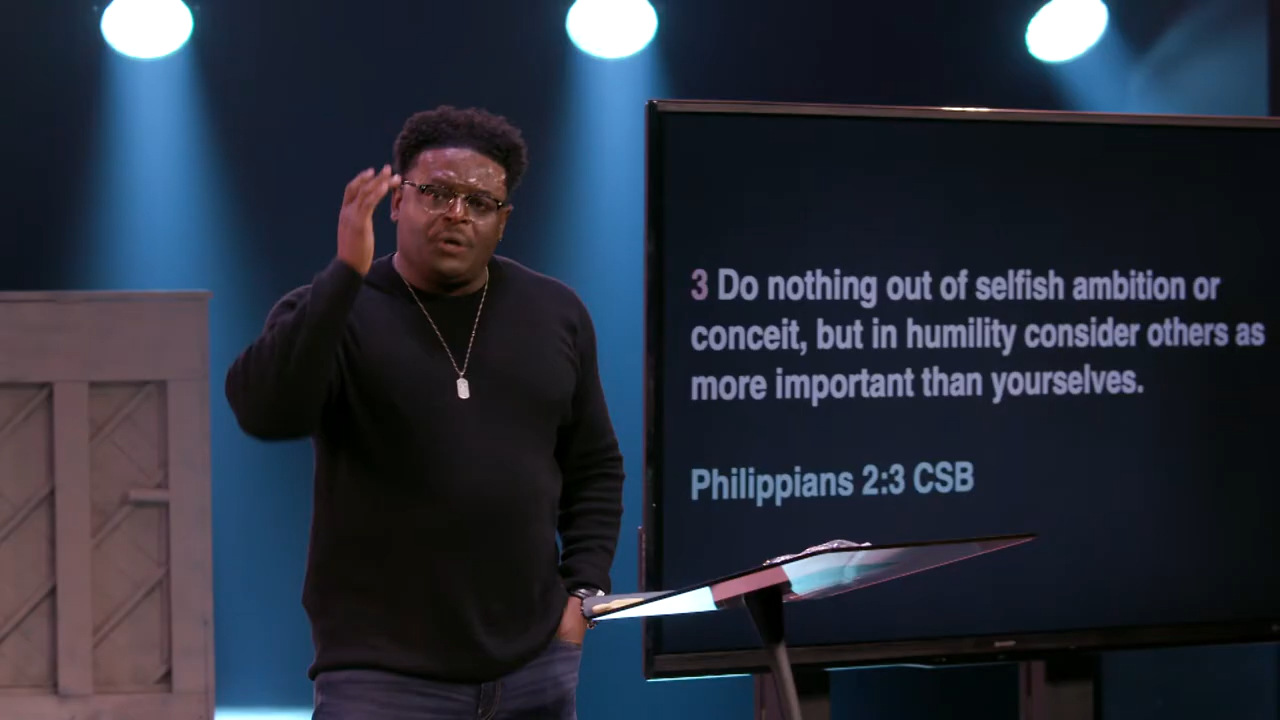 3 Do nothing out of selfish ambition or
conceit, but in humility consider others as
more important than yourselves.
Philippians 2:3 CSB